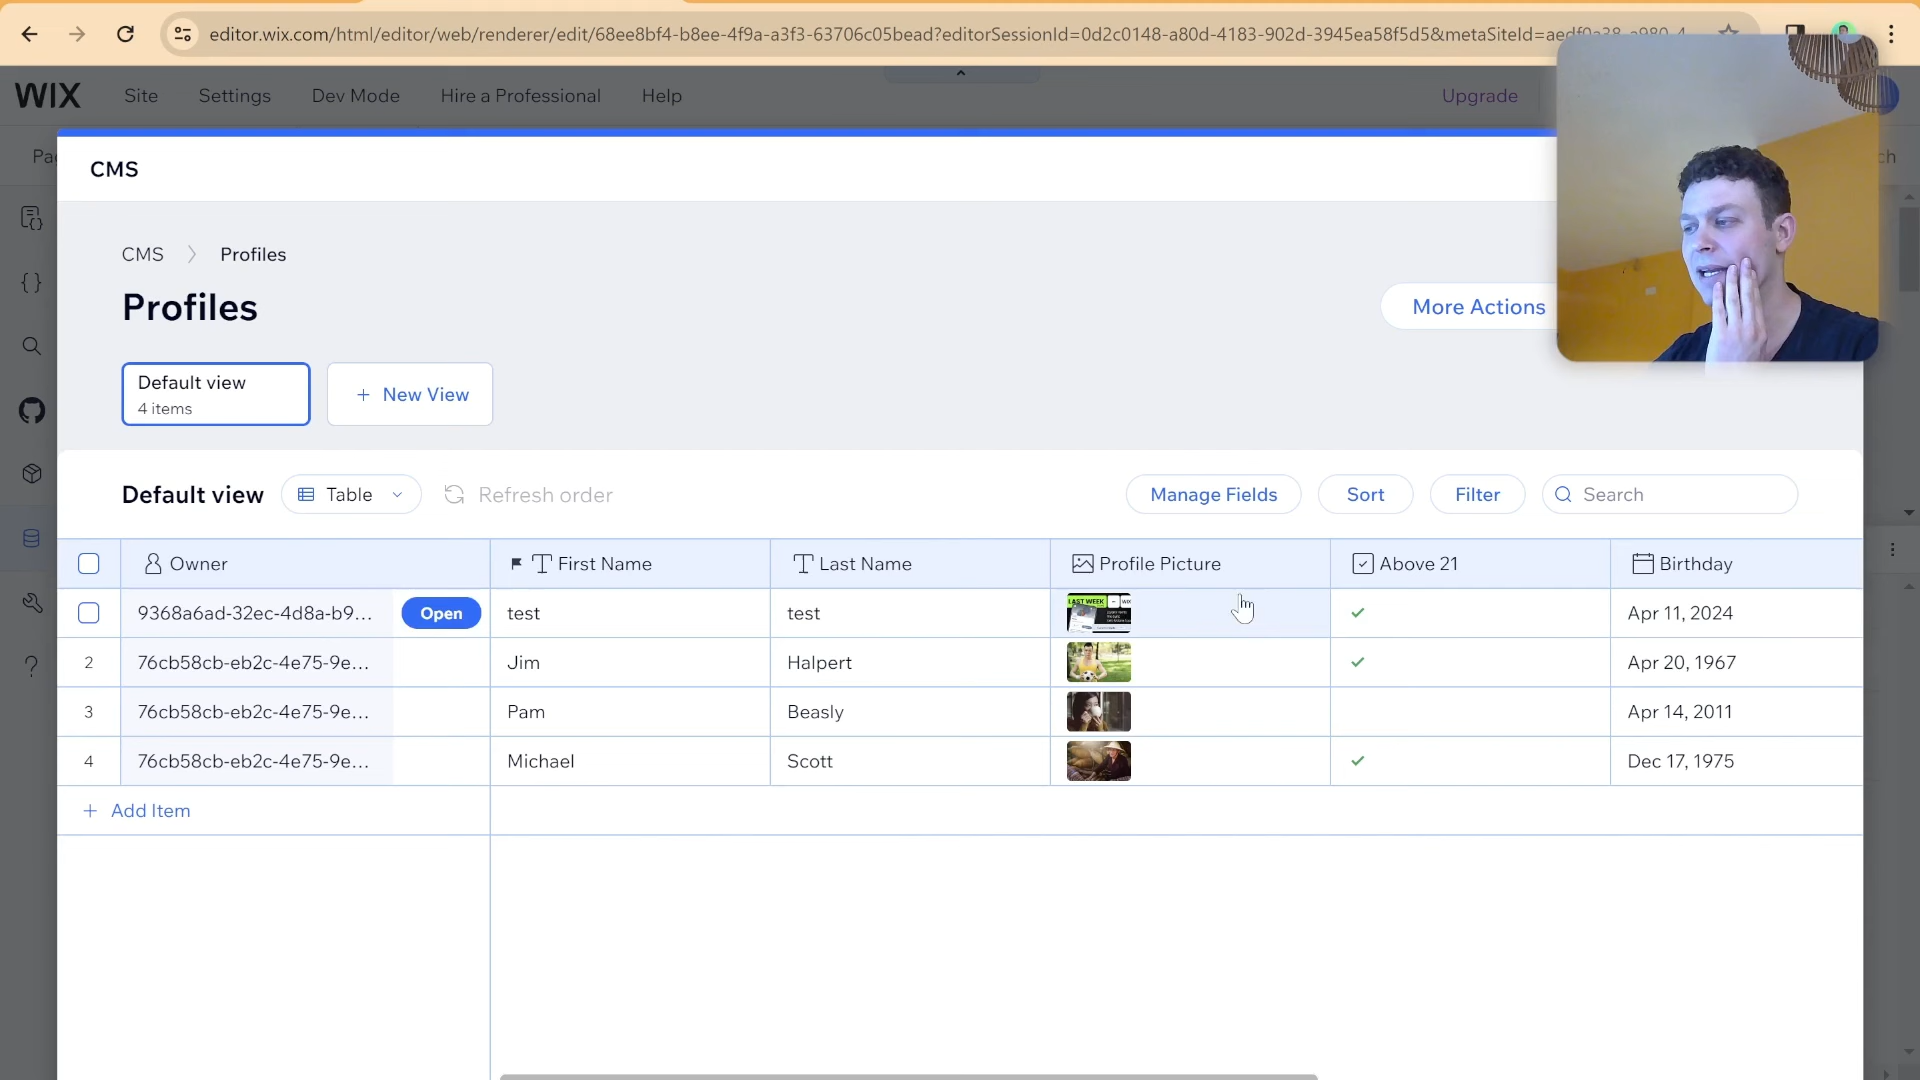 editor.wix.com/html/editor/web/renderer/edit/68ee8bf4-b8ee-4f9a-a3f3-63706c05bead?editorSessionId=0d2c0148-a80d-4183-902d-3945ea58f5d5&metaSiteId=
WIX Site Settings Dev Mode Hire a Professional Help Upgrade
CMS
CMS Profiles
Profiles
More Actions
Default view
4 items
+ New View
Default view Table Refresh order Manage Fields Sort Filter Search
Owner First Name Last Name Profile Picture Above 21 Birthday
9368a6ad-32ec-4d8a-b9... Open test test LAST WEEK WIX Apr 11, 2024
2 76cb58cb-eb2c-4e75-9e... Jim Halpert Apr 20, 1967
3 76cb58cb-eb2c-4e75-9e... Pam Beasly Apr 14, 2011
4 76cb58cb-eb2c-4e75-9e... Michael Scott Dec 17, 1975
+ Add Item